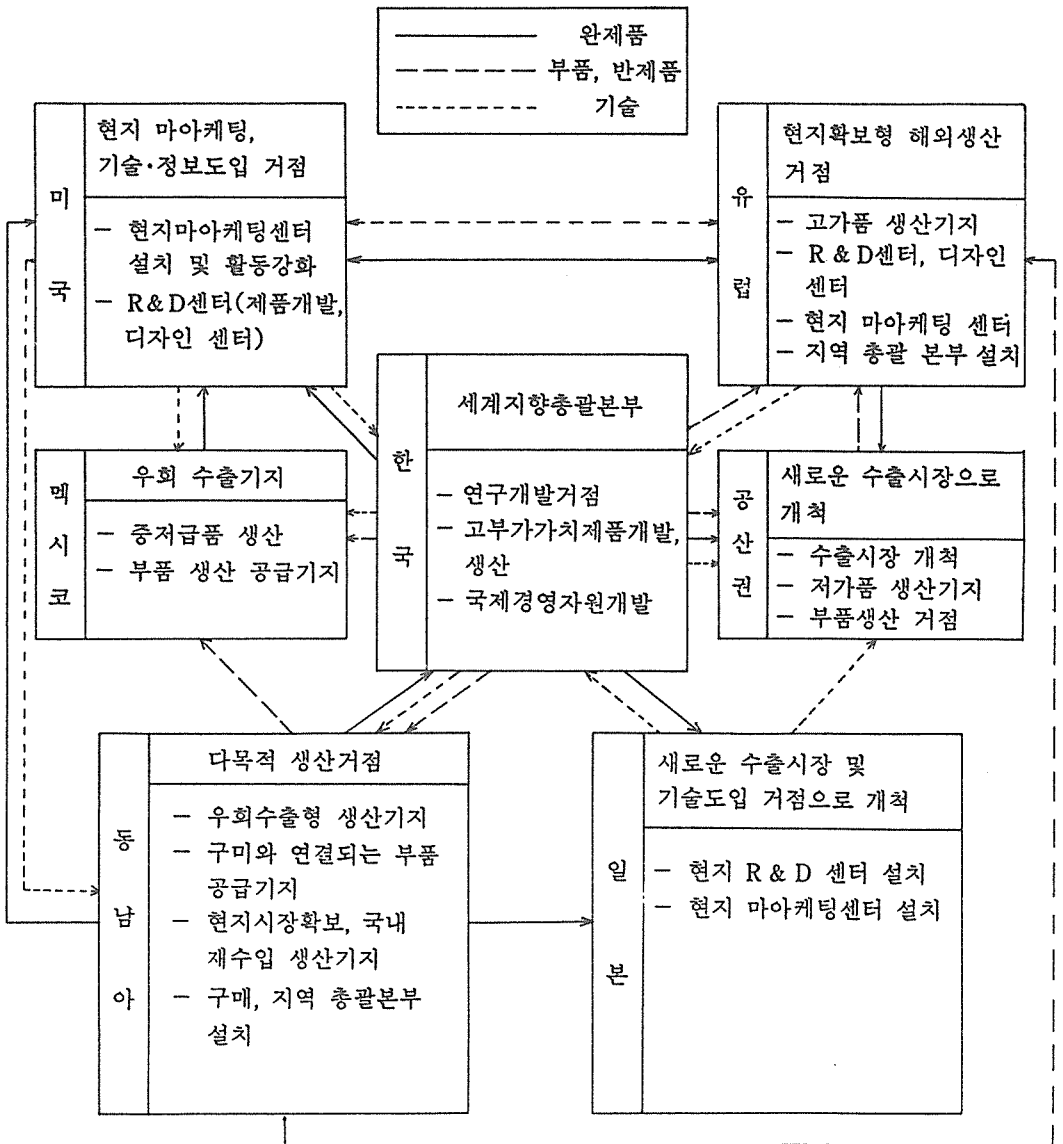 완제품
부품, 반제품
기술
미국
현지 마아케팅,
기술·정보도입 거점
– 현지마아케팅센터
설치 및 활동강화
– R&D센터(제품개발,
디자인 센터)
유럽
현지확보형 해외생산
거점
– 고가품 생산기지
– R&D센터, 디자인
센터
– 현지 마아케팅 센터
– 지역 총괄 본부 설치
한국
세계지향총괄본부
– 연구개발거점
– 고부가가치제품개발,
생산
– 국제경영자원개발
멕시코
우회 수출기지
– 중저급품 생산
– 부품 생산 공급기지
공산권
새로운 수출시장으로
개척
– 수출시장 개척
– 저가품 생산기지
– 부품생산 거점
동남아
다목적 생산거점
– 우회수출형 생산기지
– 구미와 연결되는 부품
공급기지
– 현지시장확보, 국내
재수입 생산기지
– 구매, 지역 총괄본부
설치
일본
새로운 수출시장 및
기술도입 거점으로 개척
– 현지 R & D 센터 설치
– 현지 마아케팅센터 설치